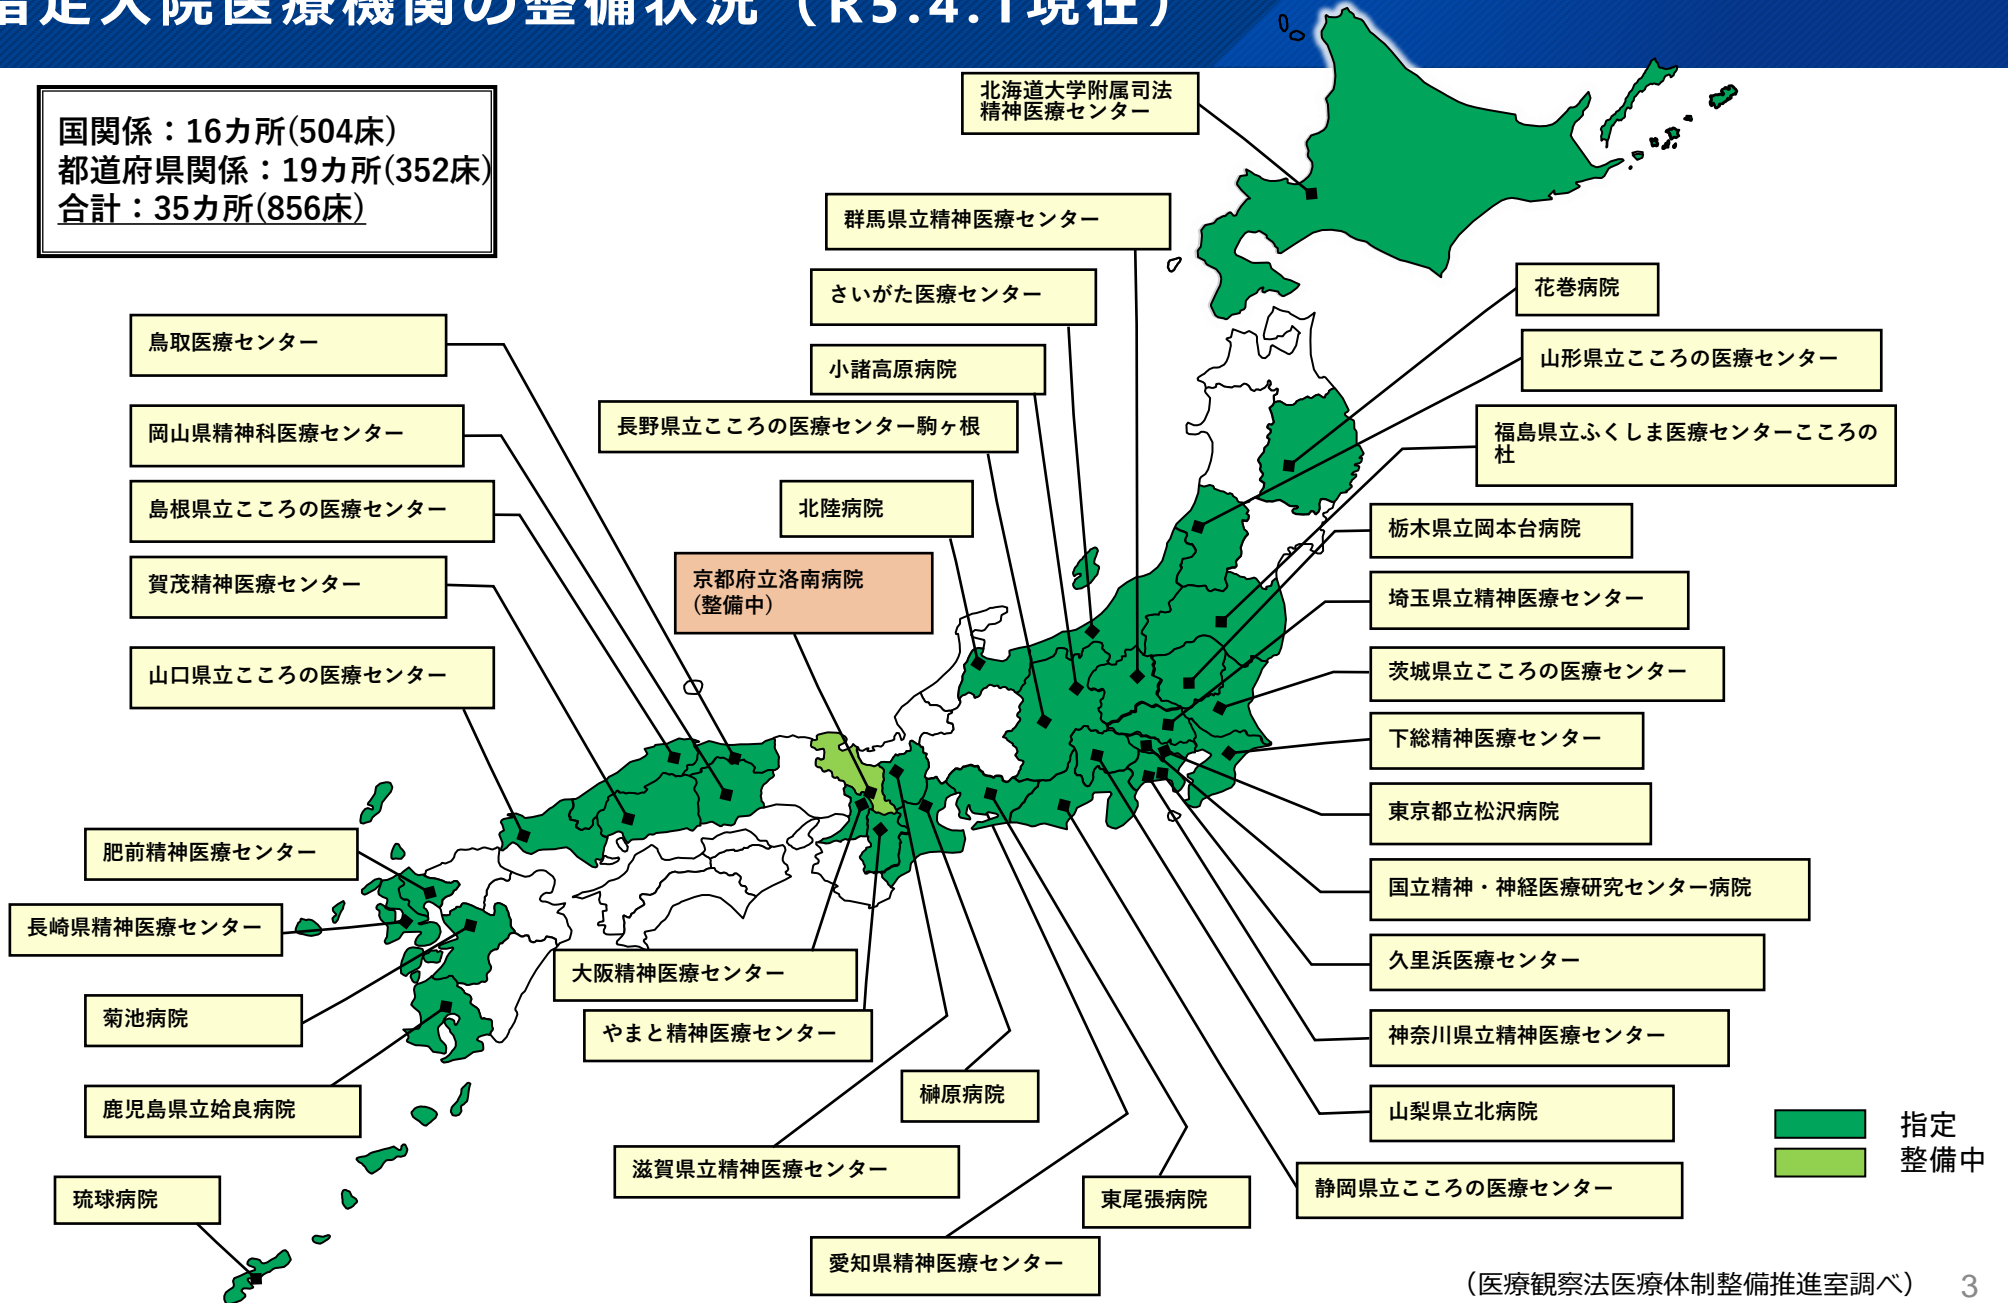 指定入院医療機関の整備状況（R5.4.1現在）
国関係：16カ所(504床)
都道府県関係：19カ所(352床)
合計：35カ所(856床)
北海道大学附属司法
精神医療センター
群馬県立精神医療センター
さいがた医療センター
小諸高原病院
長野県立こころの医療センター駒ヶ根
北陸病院
京都府立洛南病院
(整備中)
鳥取医療センター
岡山県精神科医療センター
島根県立こころの医療センター
賀茂精神医療センター
山口県立こころの医療センター
肥前精神医療センター
長崎県精神医療センター
菊池病院
鹿児島県立姶良病院
琉球病院
花巻病院
山形県立こころの医療センター
福島県立ふくしま医療センターこころの
杜
栃木県立岡本台病院
埼玉県立精神医療センター
茨城県立こころの医療センター
下総精神医療センター
東京都立松沢病院
国立精神・神経医療研究センター病院
久里浜医療センター
神奈川県立精神医療センター
山梨県立北病院
静岡県立こころの医療センター
大阪精神医療センター
やまと精神医療センター
榊原病院
滋賀県立精神医療センター
東尾張病院
愛知県精神医療センター
指定
整備中
（医療観察法医療体制整備推進室調べ）
3